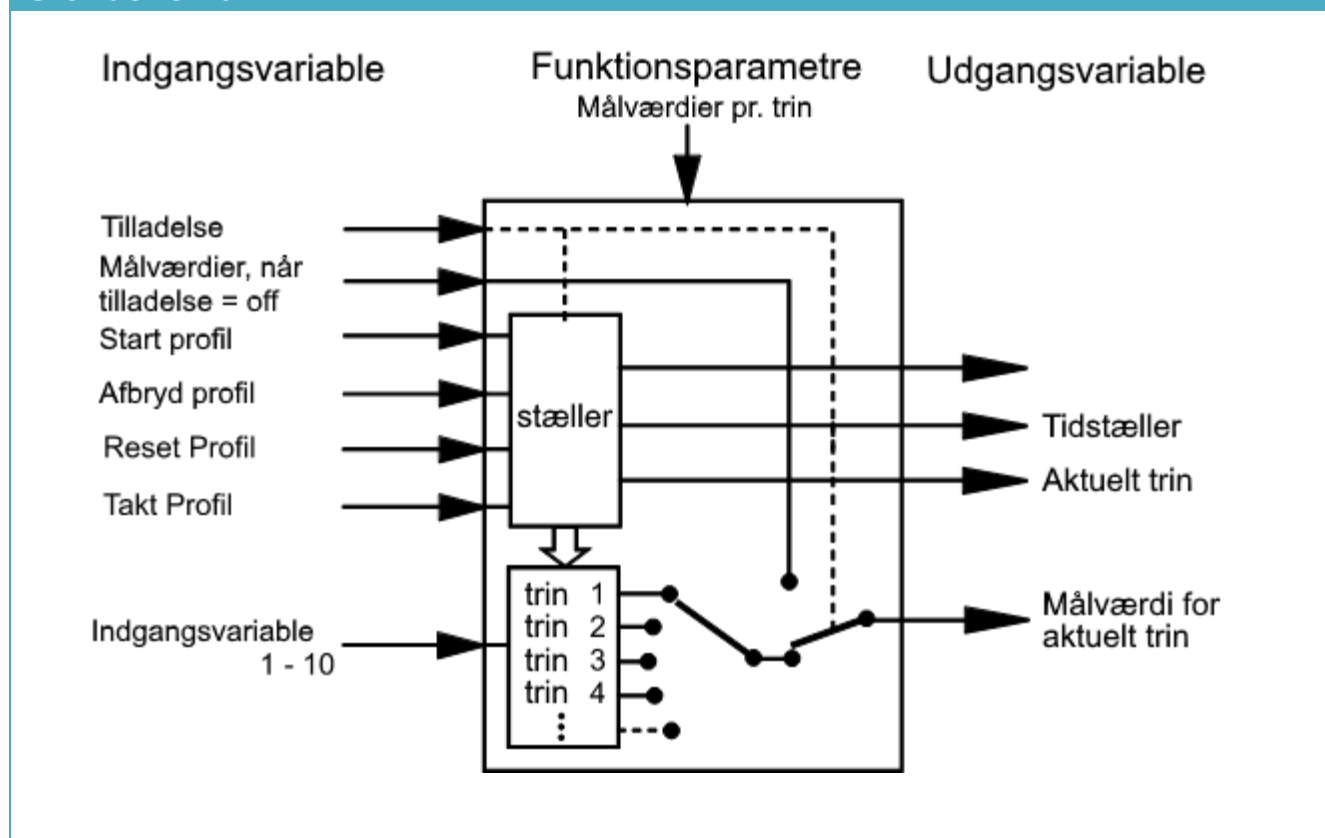 Indgangsvariable
Funktionsparametre
Målværdier pr. trin
Udgangsvariable
Tilladelse
Målværdier, når
tilladelse = off
Start profil
Afbryd profil
Reset Profil
Takt Profil
Indgangsvariable
1 - 10
stæller
trin 1
trin 2
trin 3
trin 4
Tidstæller
Aktuelt trin
Målværdi for
aktuelt trin